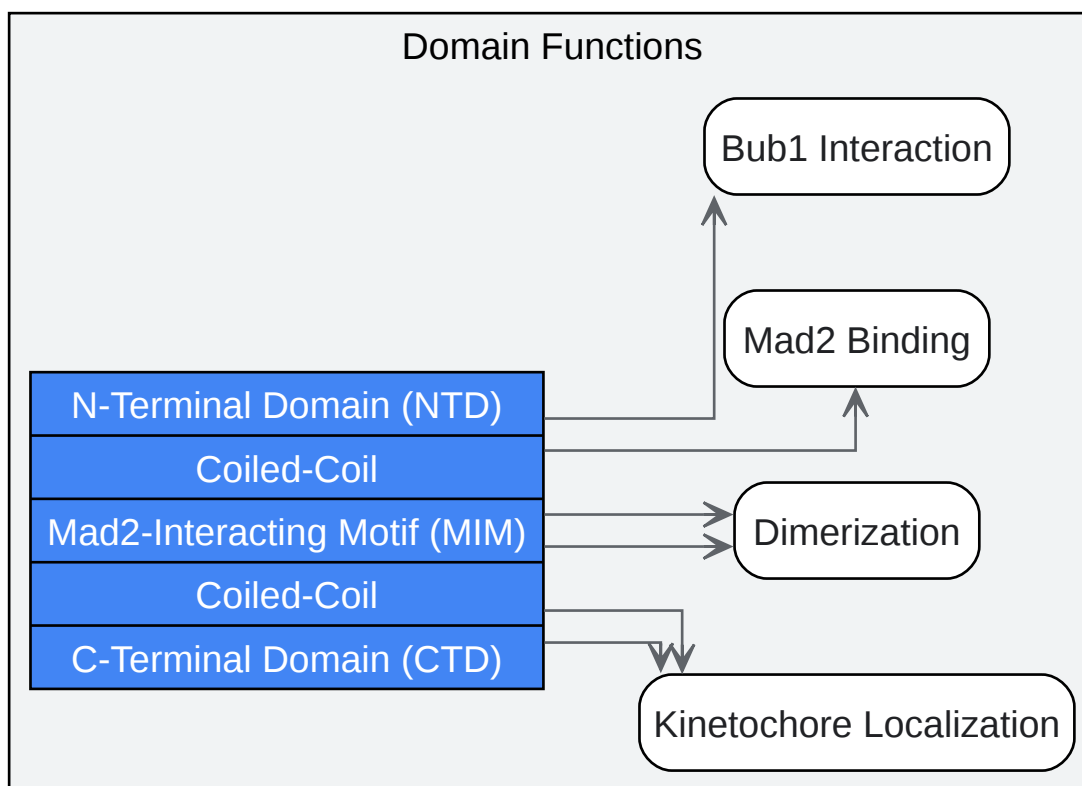 Domain Functions
Bub1 Interaction
Mad2 Binding
N-Terminal Domain (NTD)
Coiled-Coil
Mad2-Interacting Motif (MIM)
Coiled-Coil
C-Terminal Domain (CTD)
Dimerization
Kinetochore Localization